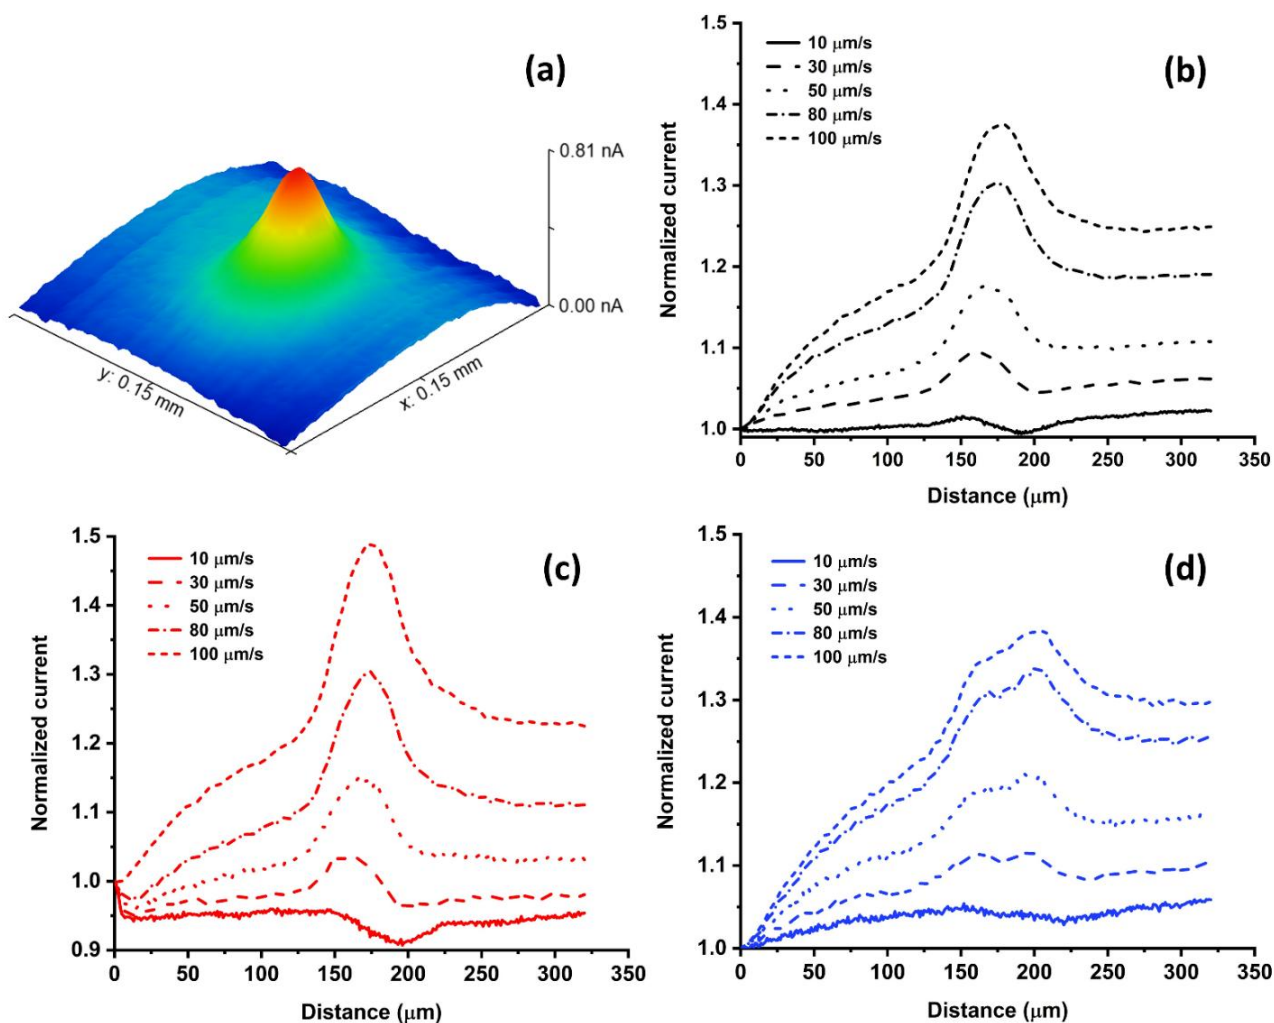 (a)
0.81 nA
0.00 nA
y: 0.15 mm
x: 0.15 mm
(b)
10 μm/s
30 μm/s
50 μm/s
80 μm/s
100 μm/s
Normalized current
1.5
1.4
1.3
1.2
1.1
1.0
0 50 100 150 200 250 300 350
Distance (μm)
(c)
10 μm/s
30 μm/s
50 μm/s
80 μm/s
100 μm/s
Normalized current
1.5
1.4
1.3
1.2
1.1
1.0
0.9
0 50 100 150 200 250 300 350
Distance (μm)
(d)
10 μm/s
30 μm/s
50 μm/s
80 μm/s
100 μm/s
Normalized current
1.5
1.4
1.3
1.2
1.1
1.0
0 50 100 150 200 250 300 350
Distance (μm)